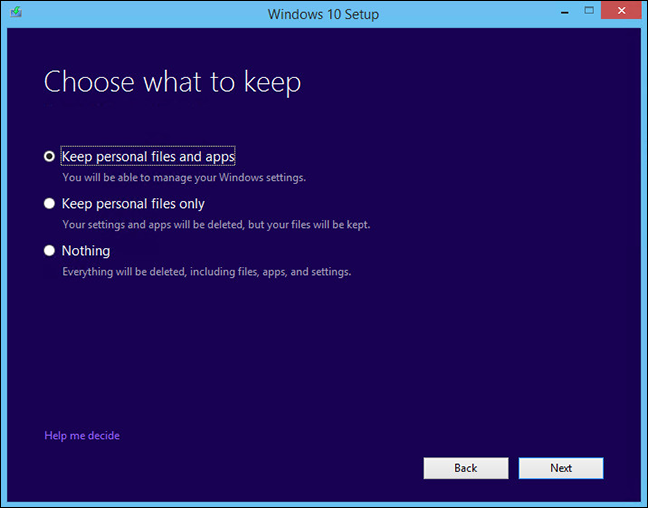 Windows 10 Setup
Choose what to keep
Keep personal files and apps
You will be able to manage your Windows settings.
Keep personal files only
Your settings and apps will be deleted, but your files will be kept.
Nothing
Everything will be deleted, including files, apps, and settings.
Help me decide
Back
Next